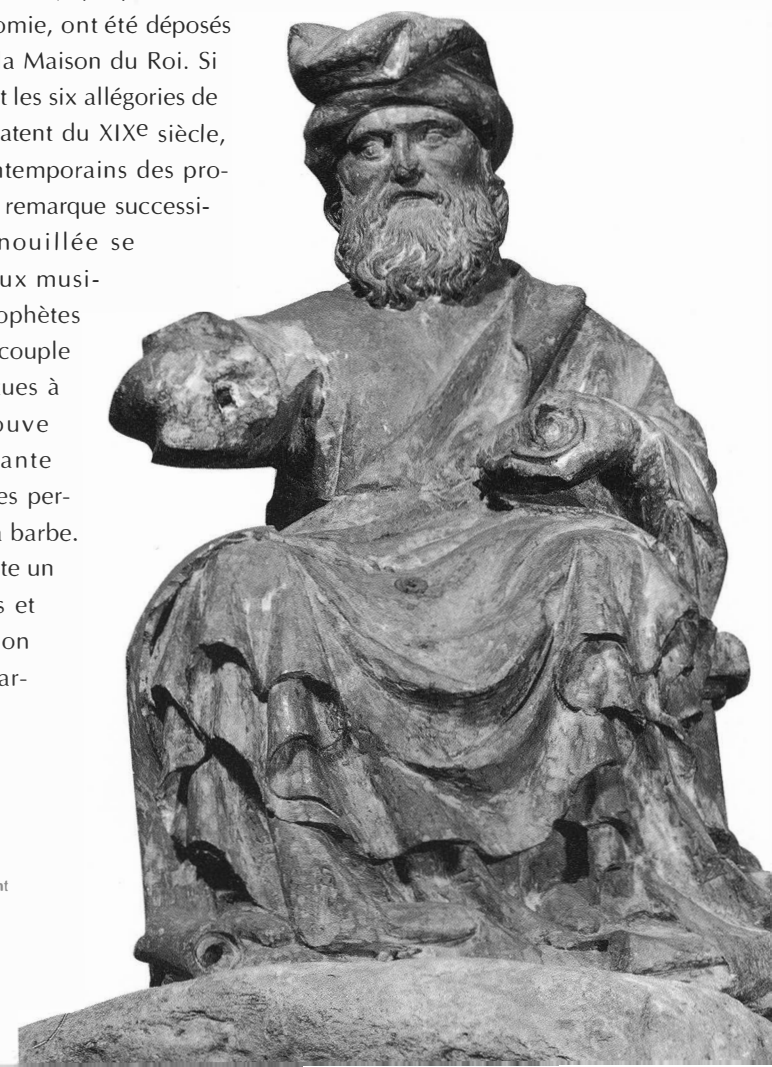 omie, ont été déposés
la Maison du Roi. Si
t les six allégories de
atent du XIXe siècle,
ntemporains des pro-
remarque successi-
nouillée se
ux musi-
ophètes
couple
ues à
ouve
ante
es per-
a barbe.
te un
s et
on
ar-
nt